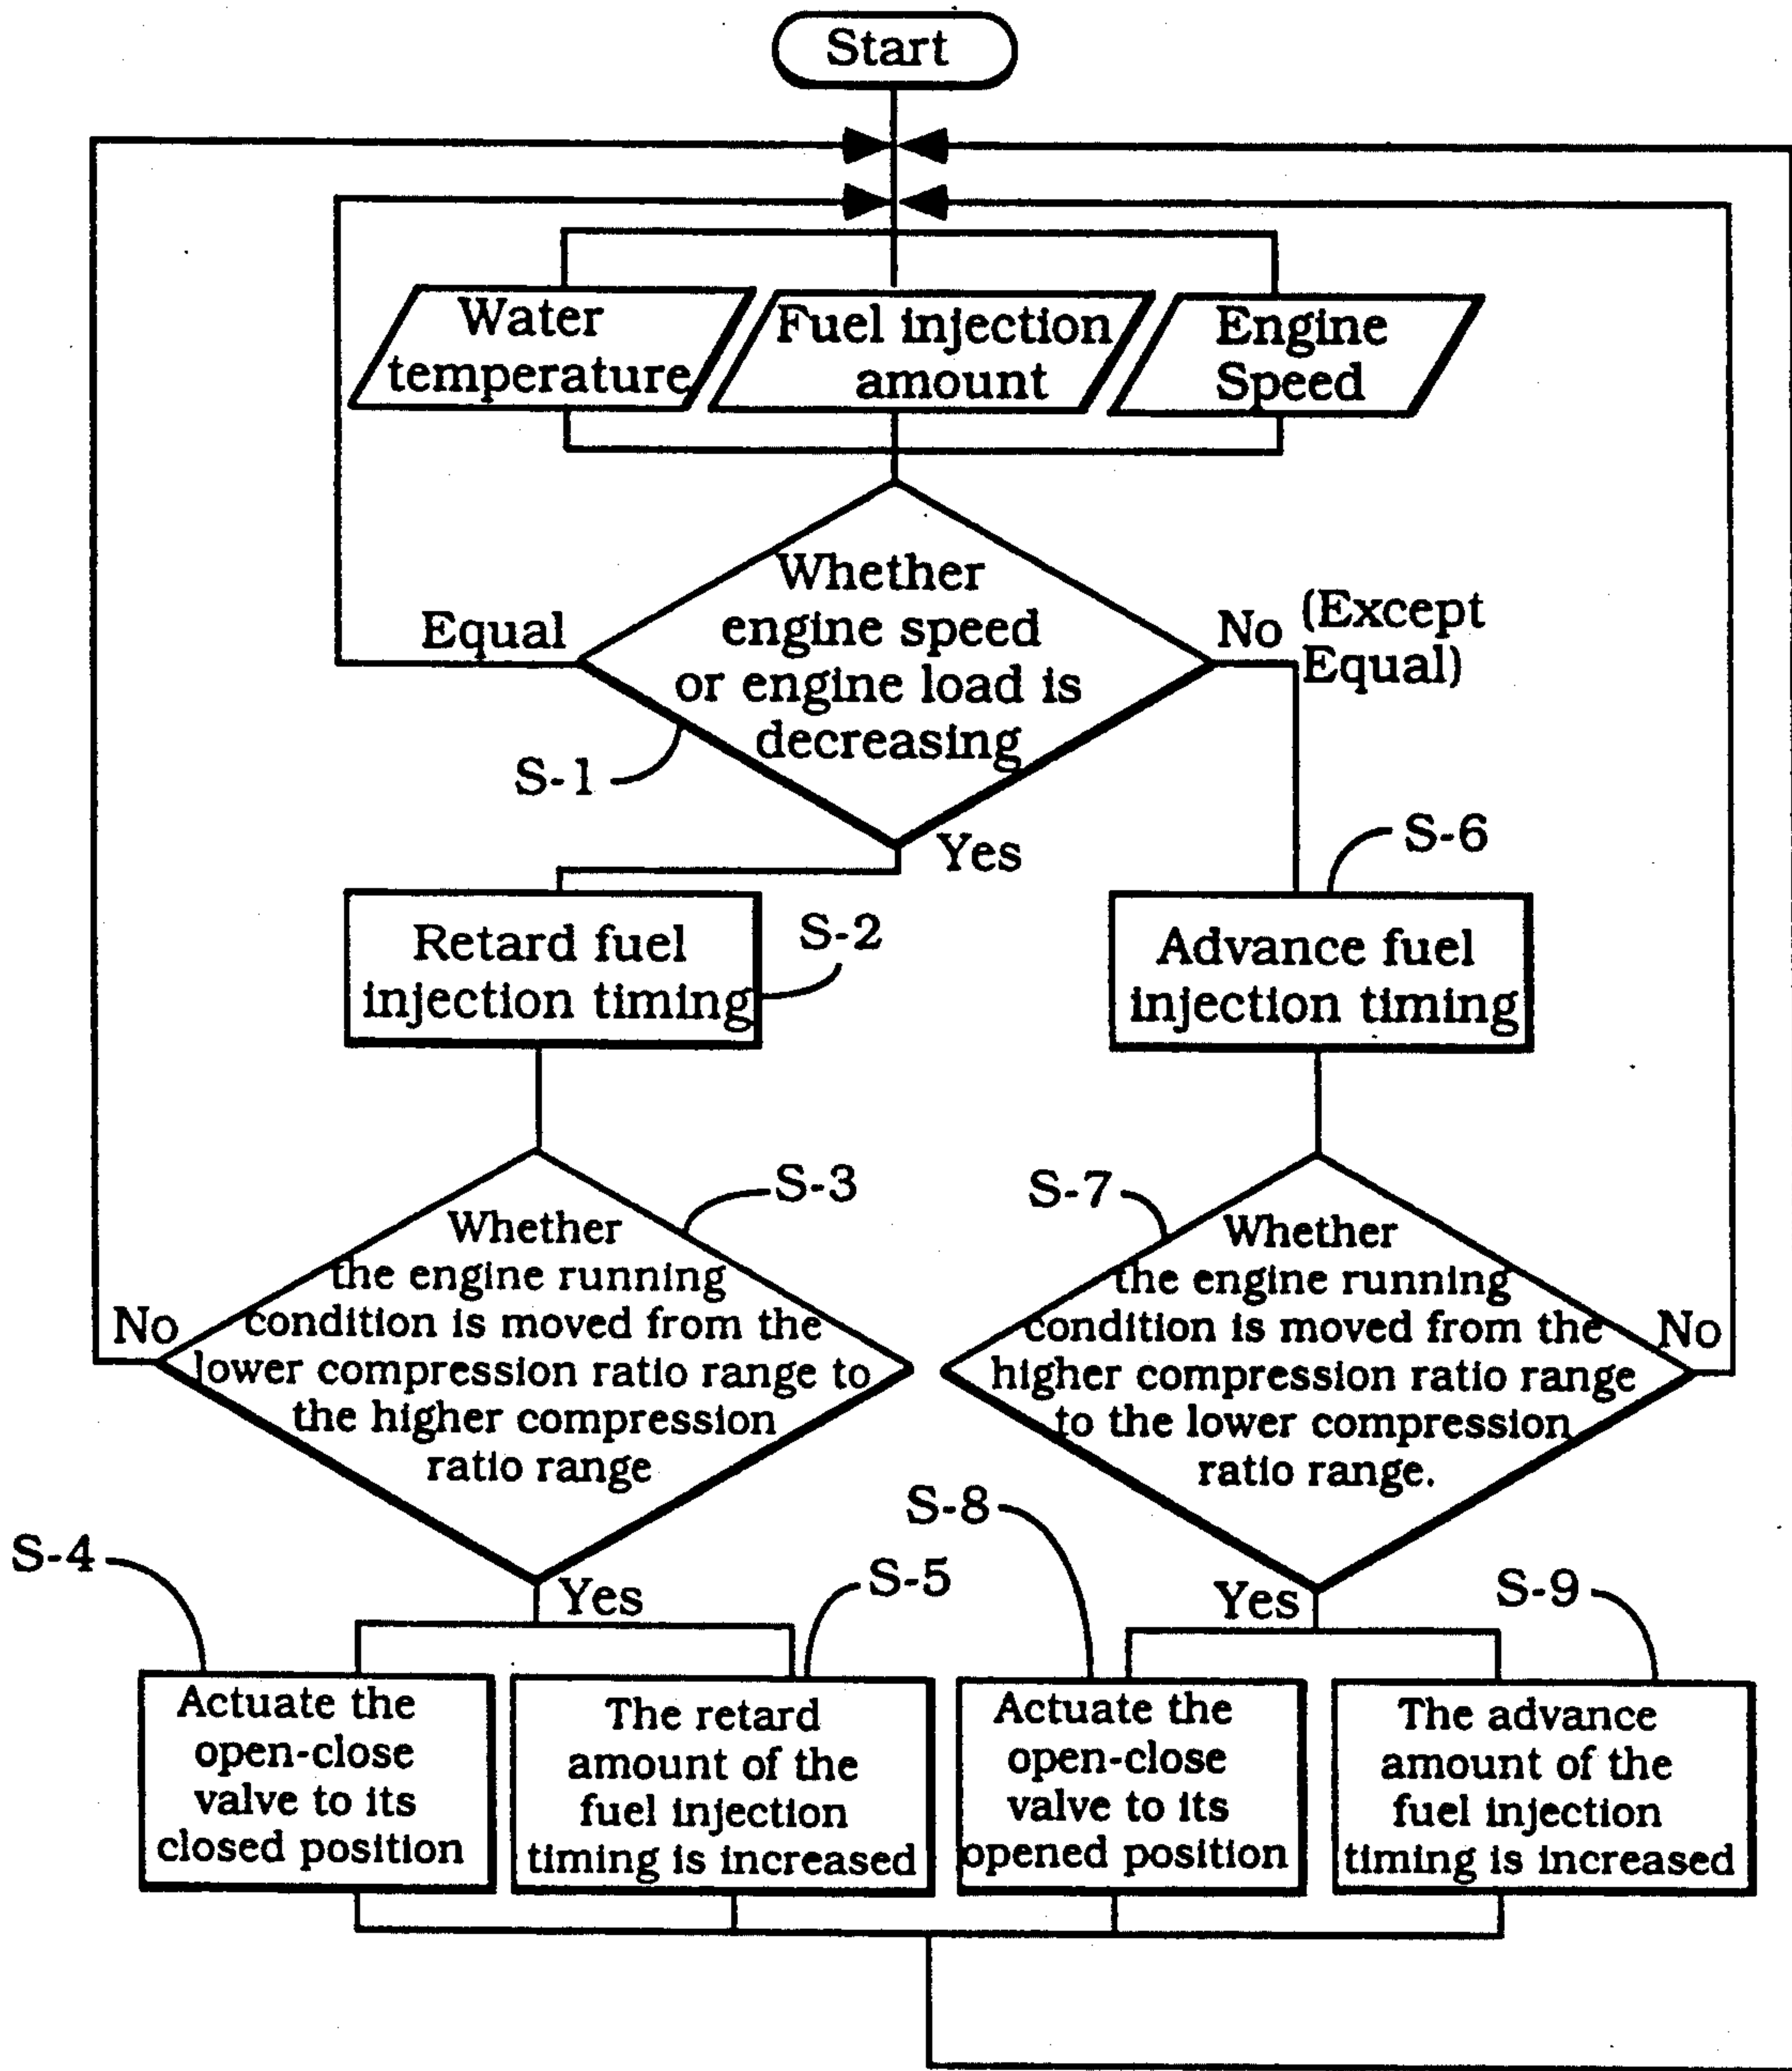 Start
Water
temperature
Fuel injection
amount
Engine
Speed
Whether
engine speed
or engine load is
decreasing
Equal
No
(Except
Equal)
S-1
Yes
S-6
Retard fuel
injection timing
S-2
Advance fuel
injection timing
S-3
Whether
the engine running
condition is moved from the
lower compression ratio range to
the higher compression
ratio range
No
S-7
Whether
the engine running
condition is moved from the
higher compression ratio range
to the lower compression
ratio range.
No
S-4
Yes
S-5
S-8
Yes
S-9
Actuate the
open-close
valve to its
closed position
The retard
amount of the
fuel injection
timing is increased
Actuate the
open-close
valve to its
opened position
The advance
amount of the
fuel injection
timing is increased